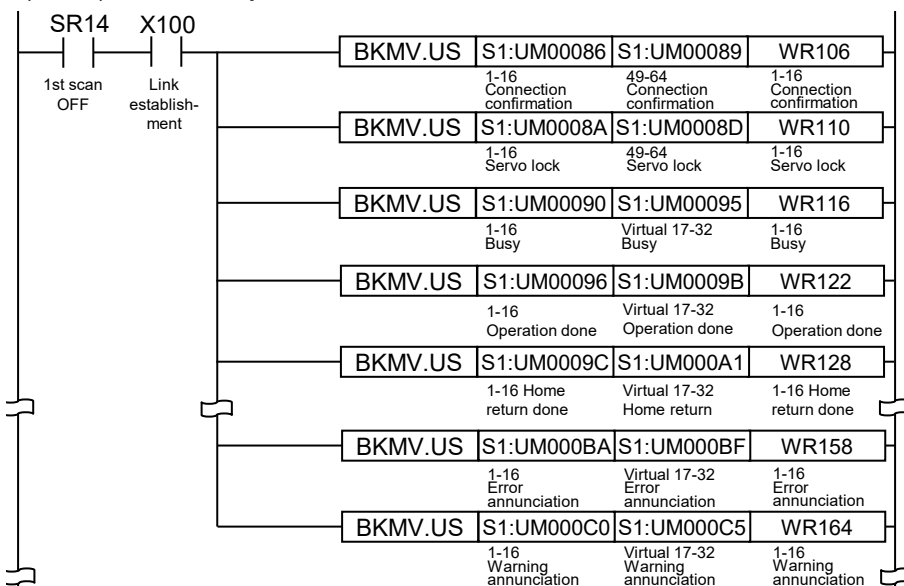 SR14 X100
BKMV.US S1:UM00086 S1:UM00089 WR106
1st scan OFF
Link establish-ment
1-16 Connection confirmation
49-64 Connection confirmation
1-16 Connection confirmation
BKMV.US S1:UM0008A S1:UM0008D WR110
1-16 Servo lock
49-64 Servo lock
1-16 Servo lock
BKMV.US S1:UM00090 S1:UM00095 WR116
1-16 Busy
Virtual 17-32 Busy
1-16 Busy
BKMV.US S1:UM00096 S1:UM0009B WR122
1-16 Operation done
Virtual 17-32 Operation done
1-16 Operation done
BKMV.US S1:UM0009C S1:UM000A1 WR128
1-16 Home return done
Virtual 17-32 Home return
1-16 Home return done
BKMV.US S1:UM000BA S1:UM000BF WR158
1-16 Error annunciation
Virtual 17-32 Error annunciation
1-16 Error annunciation
BKMV.US S1:UM000C0 S1:UM000C5 WR164
1-16 Warning annunciation
Virtual 17-32 Warning annunciation
1-16 Warning annunciation